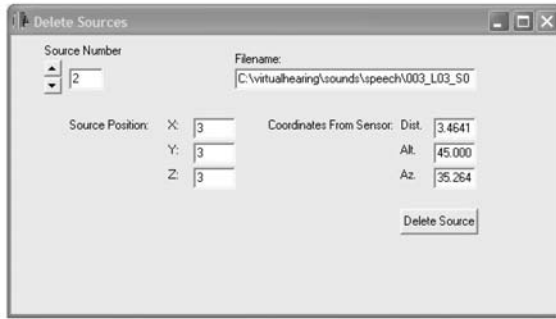 Delete Sources
Source Number
2
Filename:
C:\virtualhearing\sounds\speech\003_L03_S0
Source Position: X: 3 Coordinates From Sensor: Dist. 3.4641
Y: 3 Alt. 45.000
Z: 3 Az. 35.264
Delete Source